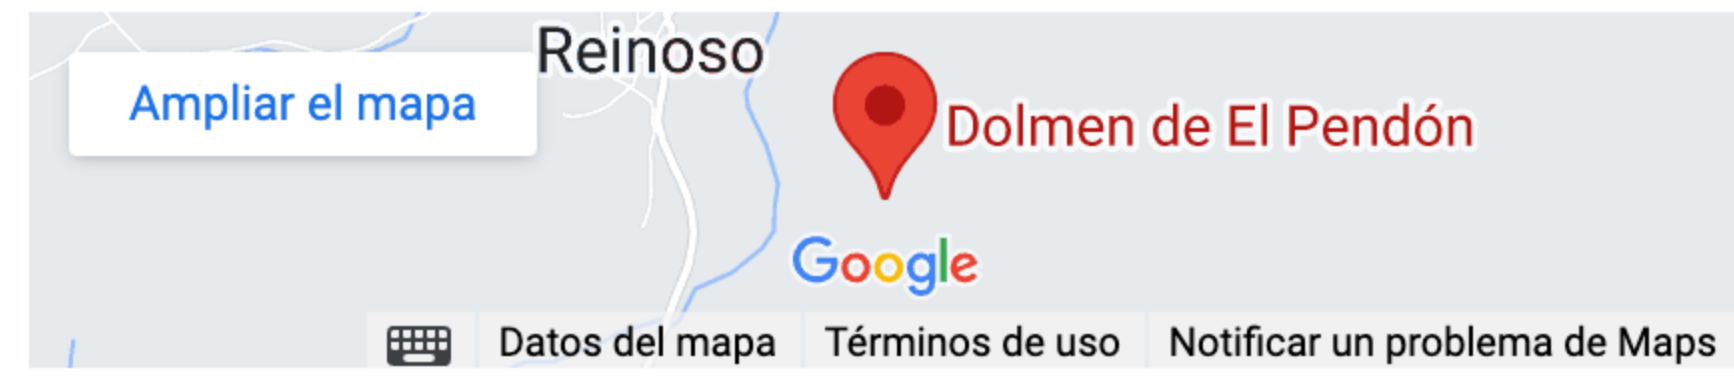 Reinoso
Ampliar el mapa
Dolmen de El Pendón
Google
Datos del mapa
Términos de uso
Notificar un problema de Maps